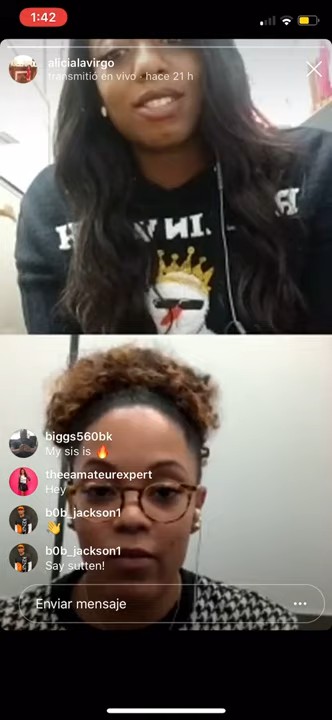 1:42
alicialavirgo
transmitió en vivo · hace 21 h
biggs560bk
My sis is 🔥
theeamateurexpert
Hey
b0b_jackson1
👋
b0b_jackson1
Say sutten!
Enviar mensaje